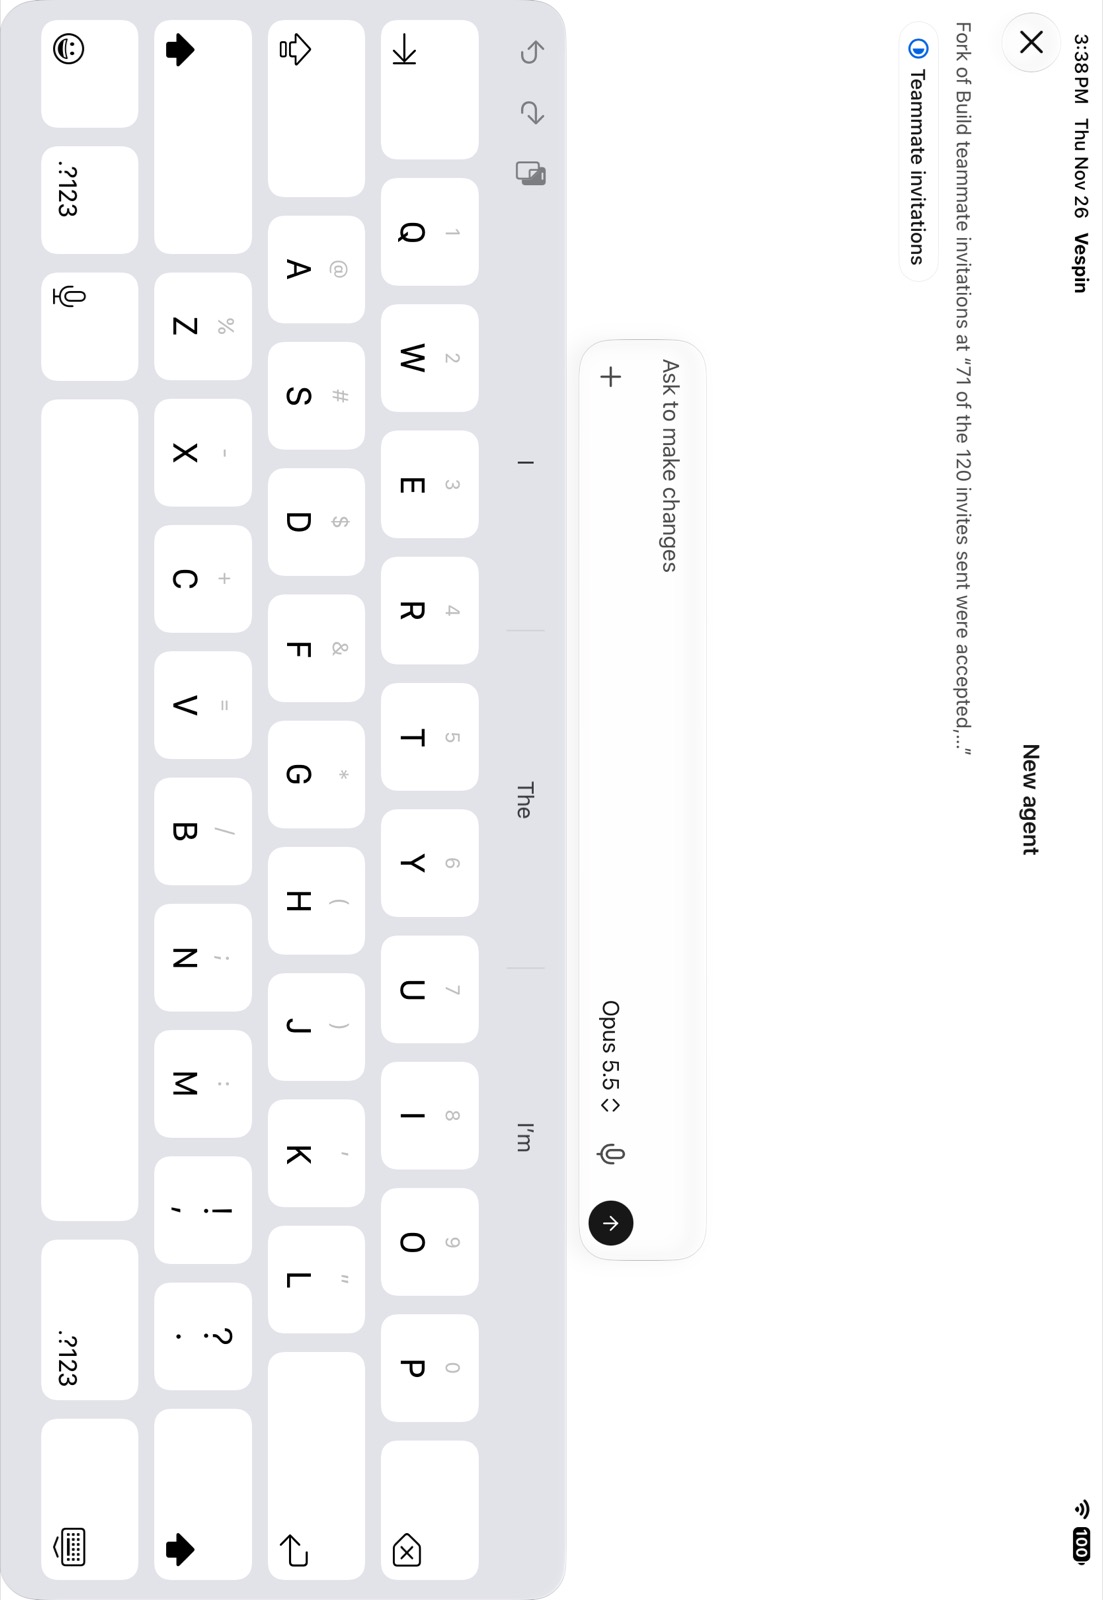 3:38 PM Thu Nov 26 Vespin
100
New agent
Fork of Build teammate invitations at “71 of the 120 invites sent were accepted,...”
Teammate invitations
Ask to make changes
Opus 5.5
I The I’m
1 2 3 4 5 6 7 8 9 0
Q W E R T Y U I O P
@ # $ & * ( ) ' "
A S D F G H J K L
% - + = / ; : ! ?
Z X C V B N M , .
.?123 .?123